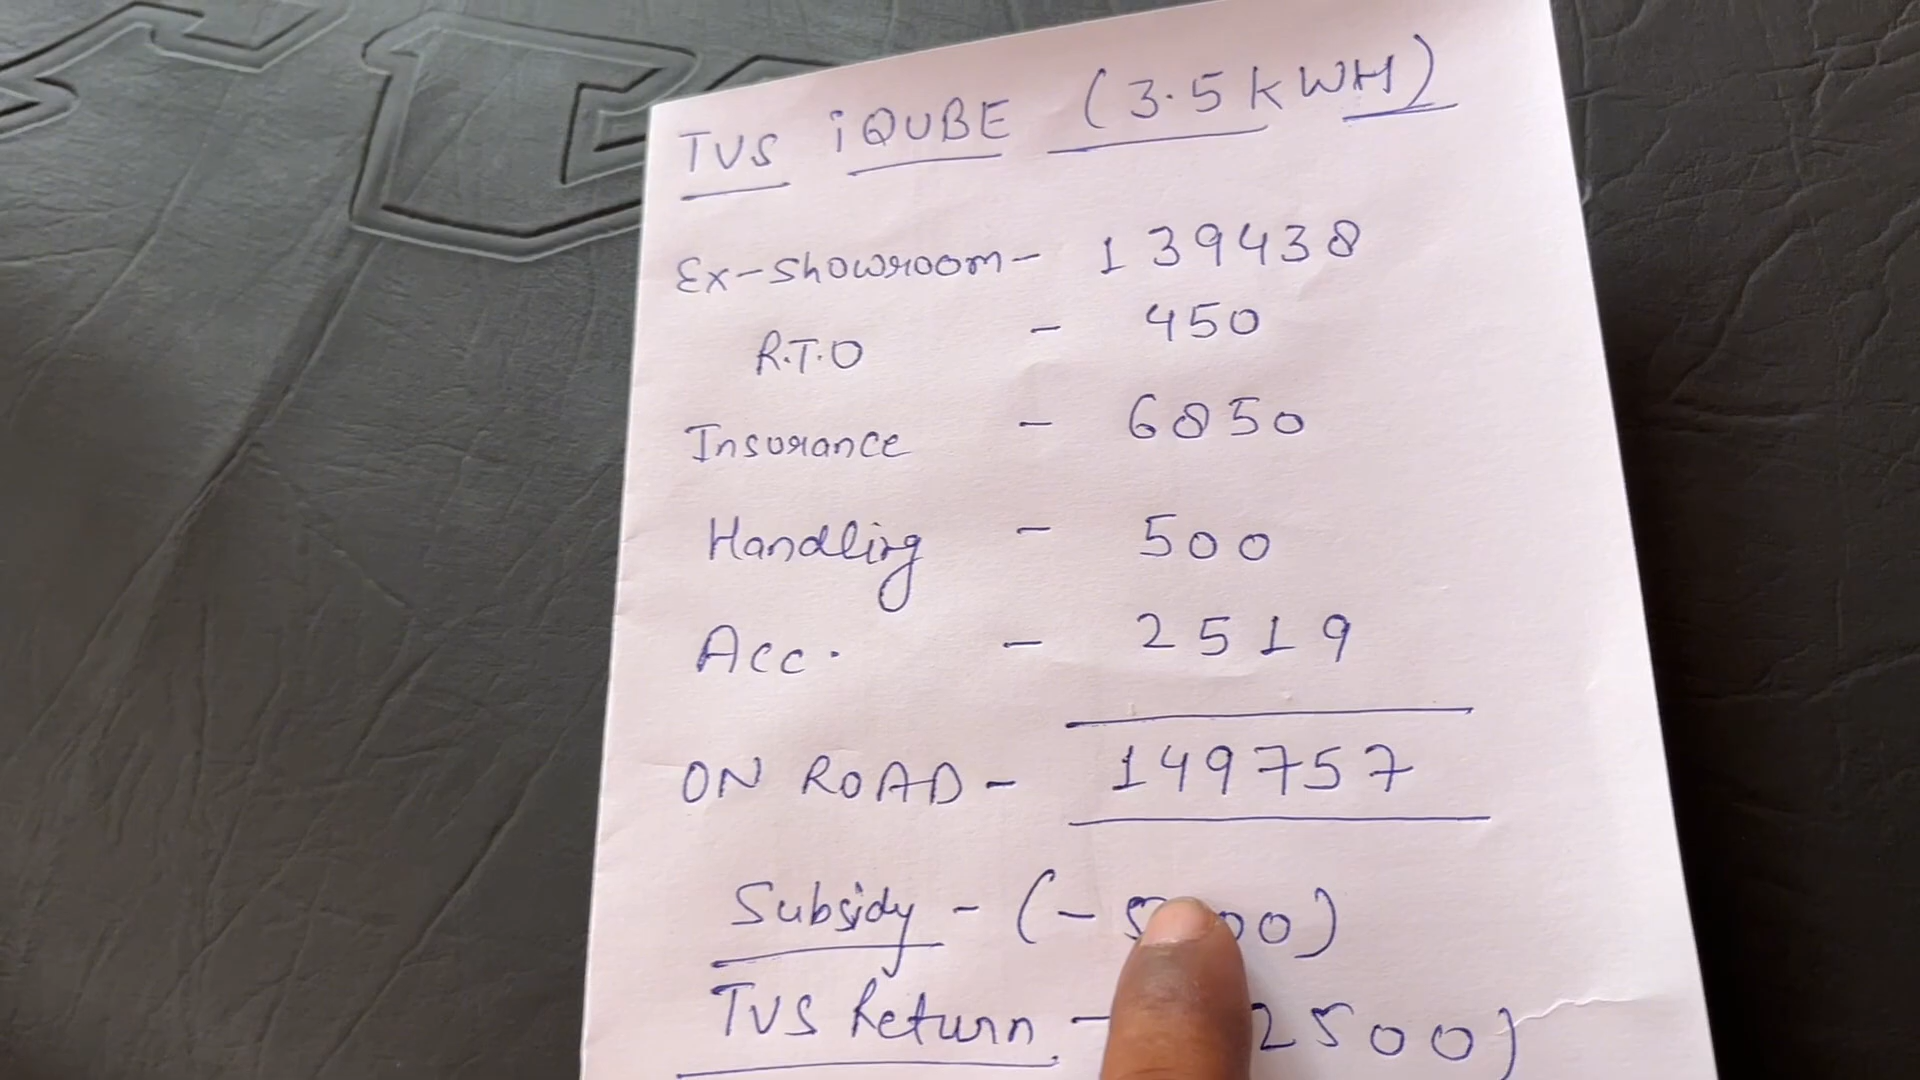 TVS iQUBE (3.5 kWH)
Ex-showroom - 139438
R.T.O - 450
Insurance - 6850
Handling - 500
Acc. - 2519
ON ROAD - 149757
Subsidy - (-
TVS Return - 2500)